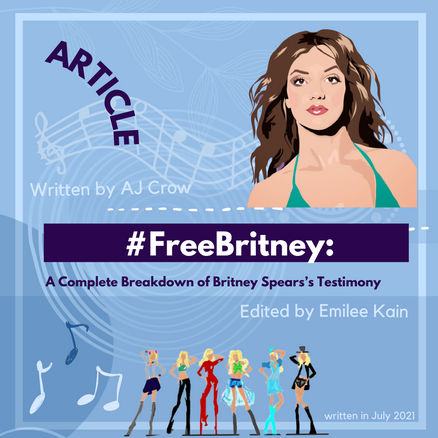 ARTICLE
Written by AJ Crow
#FreeBritney:
A Complete Breakdown of Britney Spears's Testimony
Edited by Emilee Kain
written in July 2021